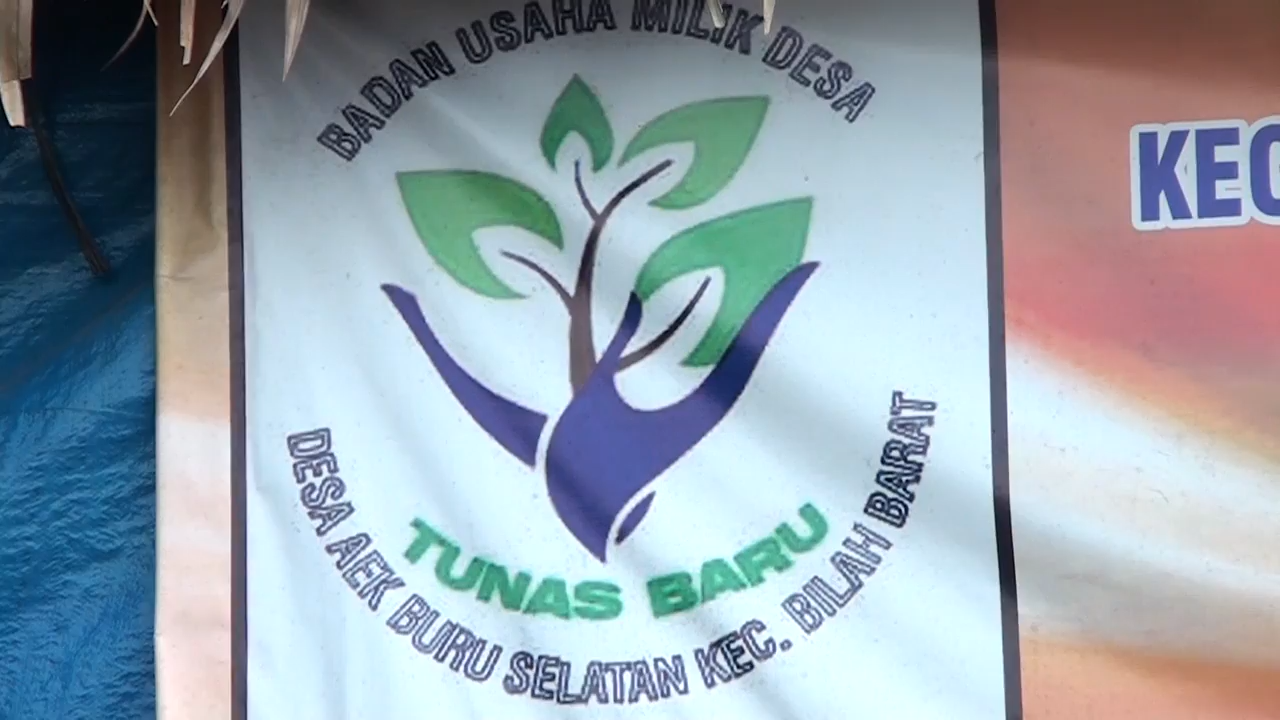 BADAN USAHA MILIK DESA
TUNAS BARU
DESA AEK BURU SELATAN KEC. BILAH BARAT
KEC